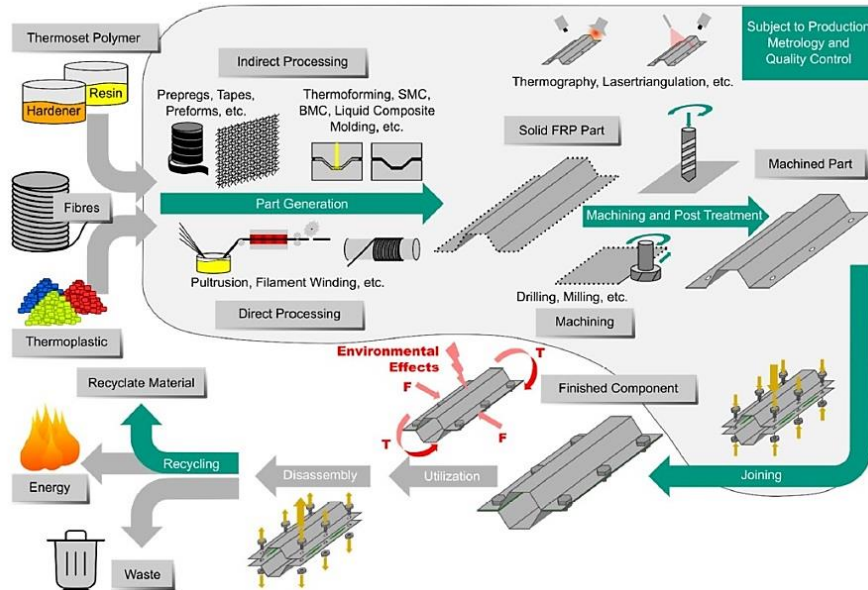 Thermoset Polymer
Resin
Hardener
Fibres
Thermoplastic
Indirect Processing
Prepregs, Tapes,
Preforms, etc.
Thermoforming, SMC,
BMC, Liquid Composite
Molding, etc.
Part Generation
Pultrusion, Filament Winding, etc.
Direct Processing
Thermography, Lasertriangulation, etc.
Subject to Production
Metrology and
Quality Control
Solid FRP Part
Machined Part
Machining and Post Treatment
Drilling, Milling, etc.
Machining
Joining
Finished Component
Environmental
Effects
F
T
T
F
Utilization
Disassembly
Recycling
Recyclate Material
Energy
Waste